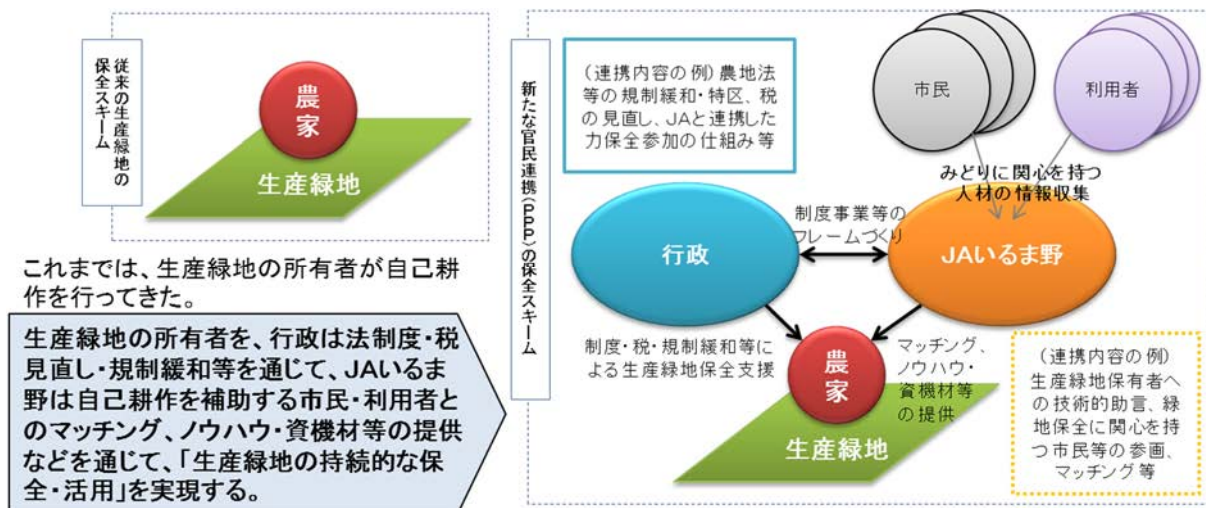 従来の生産緑地の
保全スキーム
農
家
生産緑地
これまでは、生産緑地の所有者が自己耕
作を行ってきた。
生産緑地の所有者を、行政は法制度・税
見直し・規制緩和等を通じて、JAいるま
野は自己耕作を補助する市民・利用者と
のマッチング、ノウハウ・資機材等の提供
などを通じて、「生産緑地の持続的な保
全・活用」を実現する。
新たな官民連携(PPP)の保全スキーム
(連携内容の例)農地法
等の規制緩和・特区、税
の見直し、JAと連携した
力保全参加の仕組み等
市民
利用者
みどりに関心を持つ
人材の情報収集
行政
制度事業等の
フレームづくり
JAいるま野
制度・税・規制緩和等に
よる生産緑地保全支援
農
家
マッチング、
ノウハウ・
資機材等
の提供
生産緑地
(連携内容の例)
生産緑地保有者へ
の技術的助言、緑
地保全に関心を持
つ市民等の参画、
マッチング等